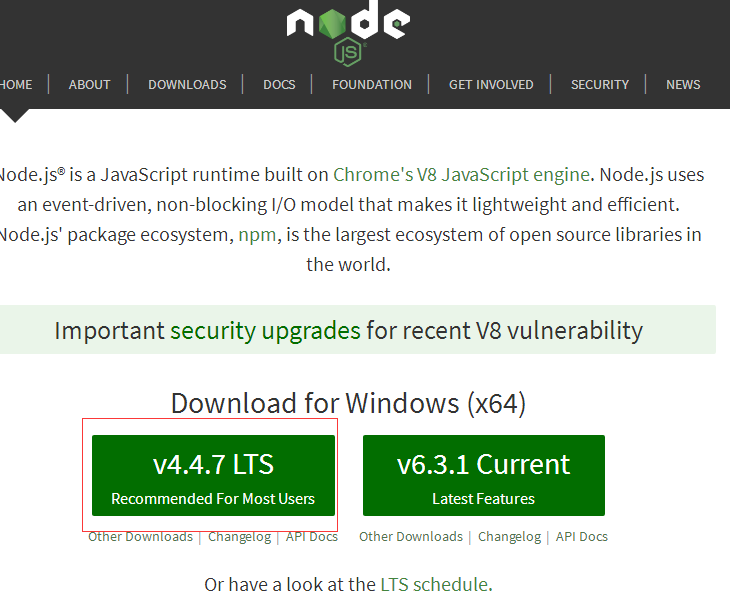 node
JS
HOME | ABOUT | DOWNLOADS | DOCS | FOUNDATION | GET INVOLVED | SECURITY | NEWS
Node.js® is a JavaScript runtime built on Chrome's V8 JavaScript engine. Node.js uses
an event-driven, non-blocking I/O model that makes it lightweight and efficient.
Node.js' package ecosystem, npm, is the largest ecosystem of open source libraries in
the world.
Important security upgrades for recent V8 vulnerability
Download for Windows (x64)
v4.4.7 LTS
Recommended For Most Users
v6.3.1 Current
Latest Features
Other Downloads | Changelog | API Docs
Other Downloads | Changelog | API Docs
Or have a look at the LTS schedule.